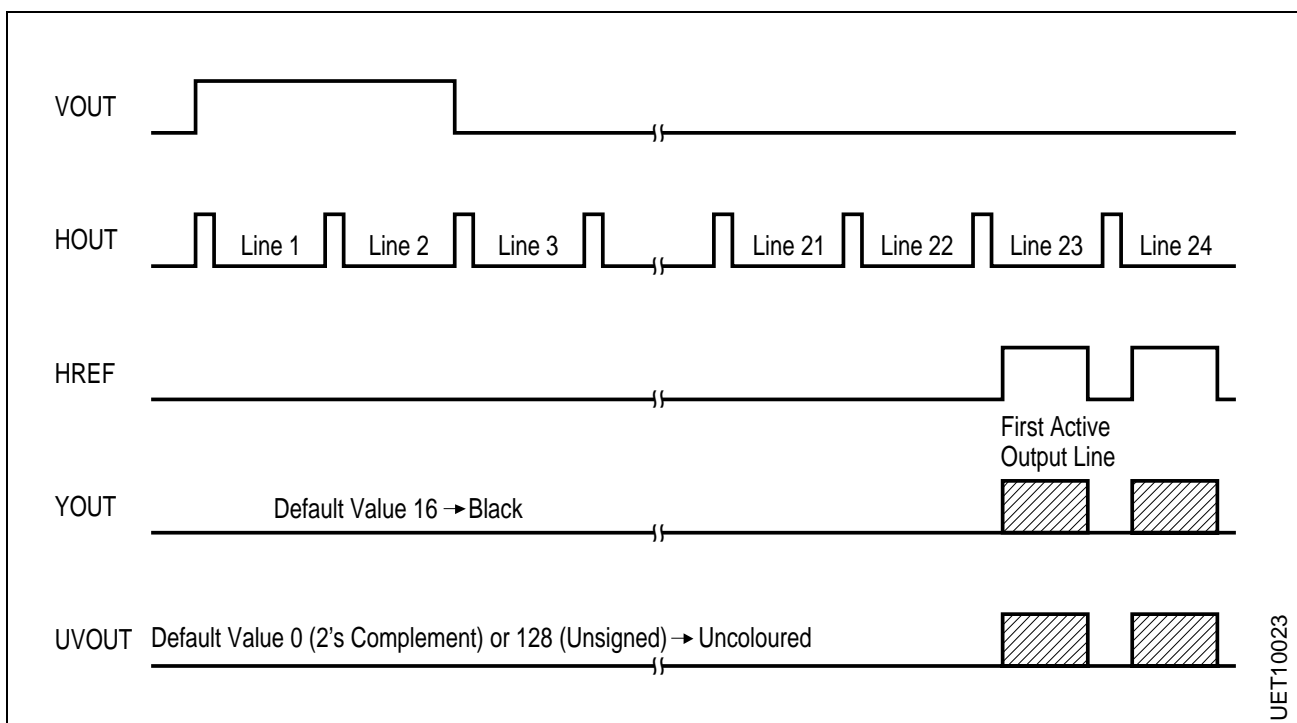 VOUT
HOUT
Line 1
Line 2
Line 3
Line 21
Line 22
Line 23
Line 24
HREF
First Active
Output Line
YOUT
Default Value 16 → Black
UVOUT
Default Value 0 (2's Complement) or 128 (Unsigned) → Uncoloured
UET10023